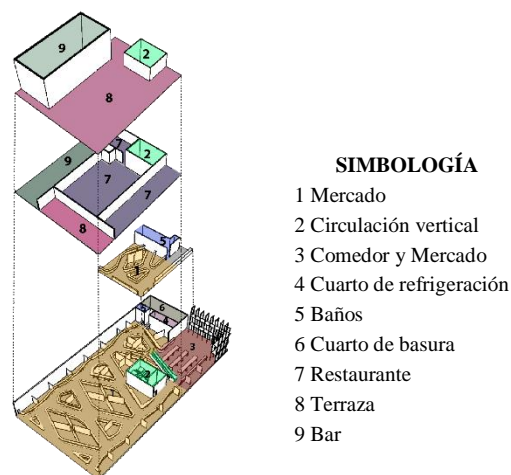 9
2
8
7
9
2
7
7
8
5
1
6
5
4
3
2
SIMBOLOGÍA
1 Mercado
2 Circulación vertical
3 Comedor y Mercado
4 Cuarto de refrigeración
5 Baños
6 Cuarto de basura
7 Restaurante
8 Terraza
9 Bar